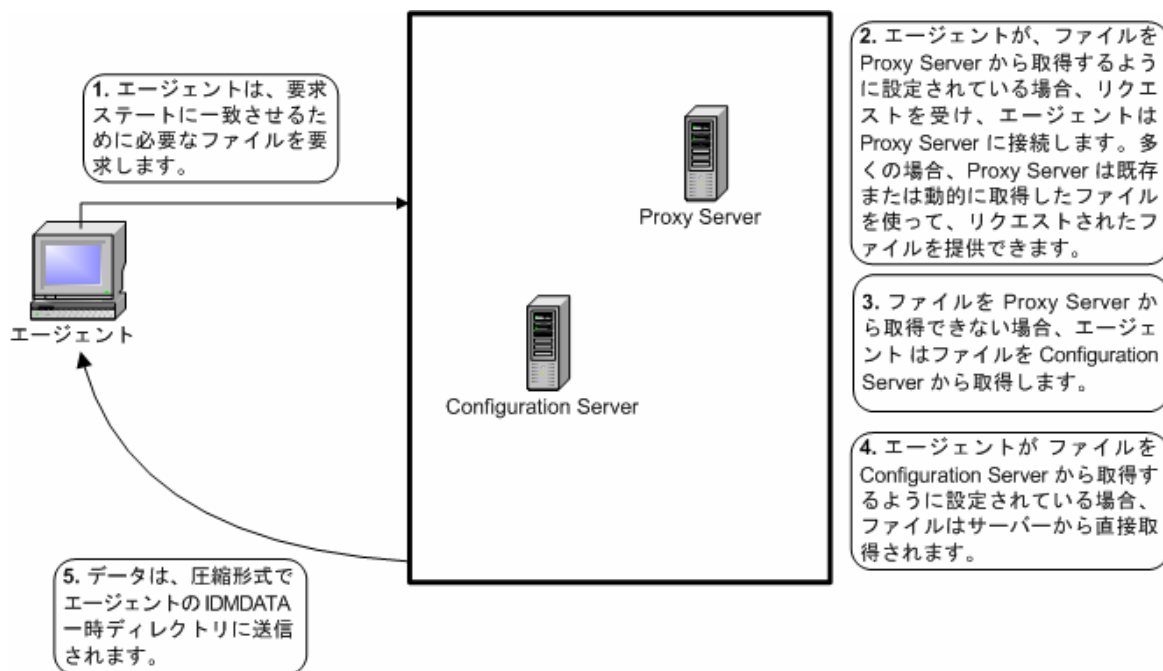 1. エージェントは、要求
ステートに一致させるた
めに必要なファイルを要
求します。
エージェント
Proxy Server
Configuration Server
2. エージェントが、ファイルを
Proxy Server から取得するよう
に設定されている場合、リクエ
ストを受け、エージェントは
Proxy Server に接続します。多
くの場合、Proxy Server は既存
または動的に取得したファイル
を使って、リクエストされたフ
ァイルを提供できます。
3. ファイルを Proxy Server か
ら取得できない場合、エージェ
ント はファイルを Configuration
Server から取得します。
4. エージェントが ファイルを
Configuration Server から取得す
るように設定されている場合、
ファイルはサーバーから直接取
得されます。
5. データは、圧縮形式で
エージェントの IDMDATA
一時ディレクトリに送信
されます。